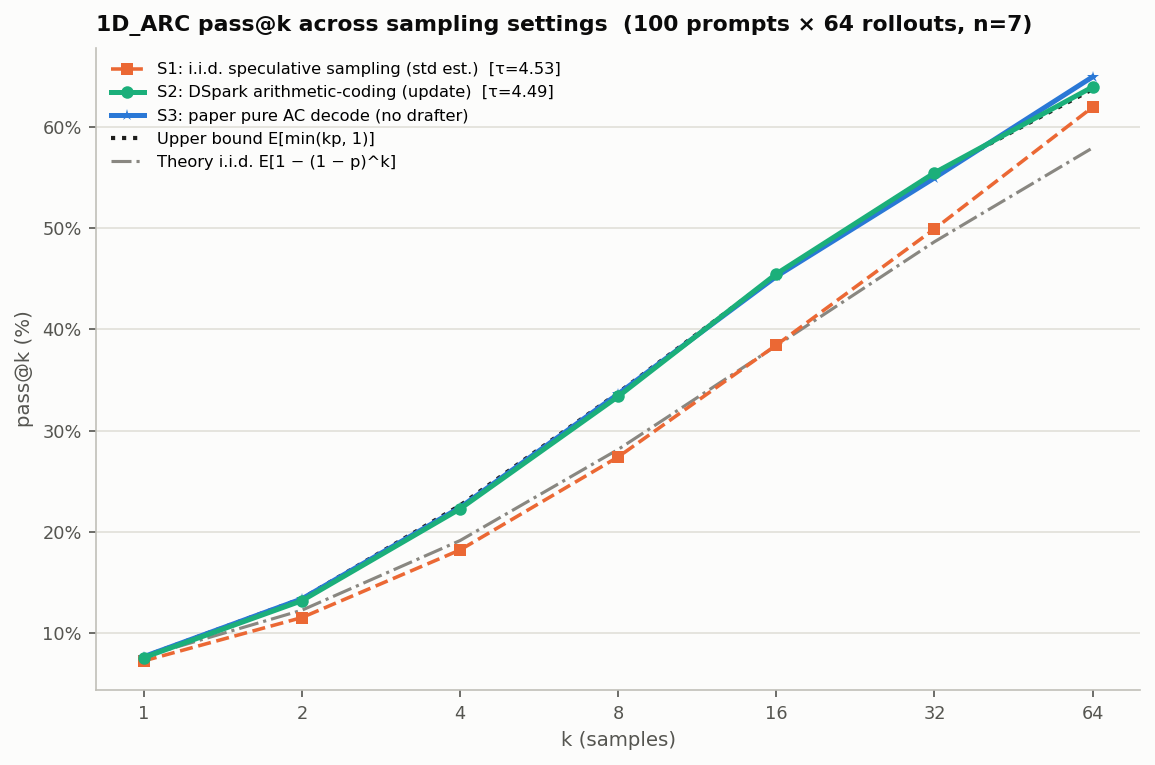 1D_ARC pass@k across sampling settings  (100 prompts × 64 rollouts, n=7)
S1: i.i.d. speculative sampling (std est.)  [τ=4.53]
S2: DSpark arithmetic-coding (update)  [τ=4.49]
S3: paper pure AC decode (no drafter)
Upper bound E[min(kp, 1)]
Theory i.i.d. E[1 − (1 − p)^k]
60%
50%
40%
30%
20%
10%
pass@k (%)
1 2 4 8 16 32 64
k (samples)